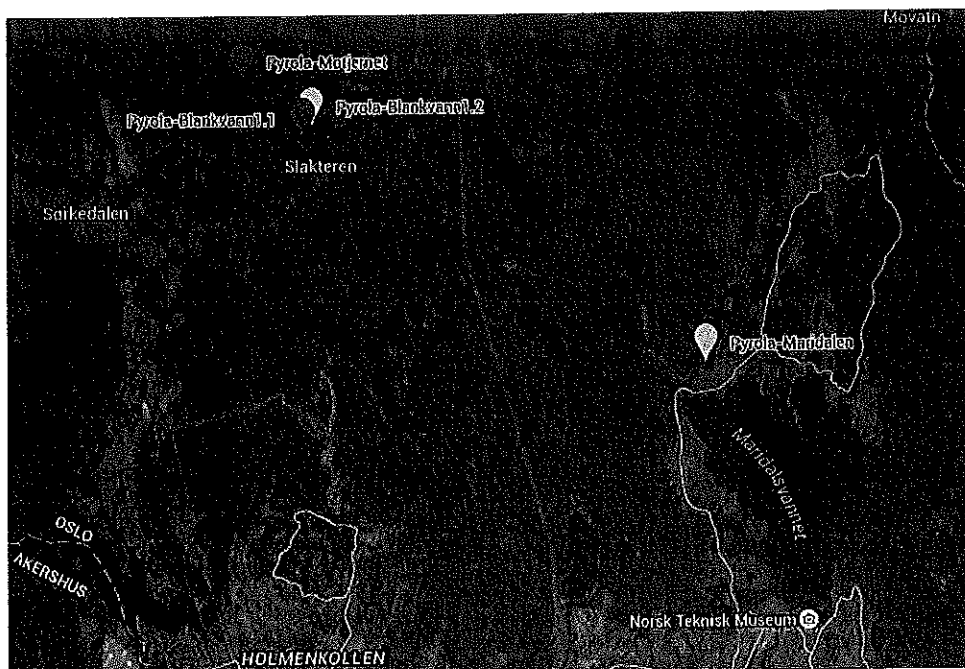 Movatn
Pyrola-Motjernet
Pyrola-Blankvann1.1
Pyrola-Blankvann1.2
Slakteren
Sørkedalen
Pyrola-Maridalen
Maridalsvannet
OSLO
AKERSHUS
Norsk Teknisk Museum
HOLMENKOLLEN